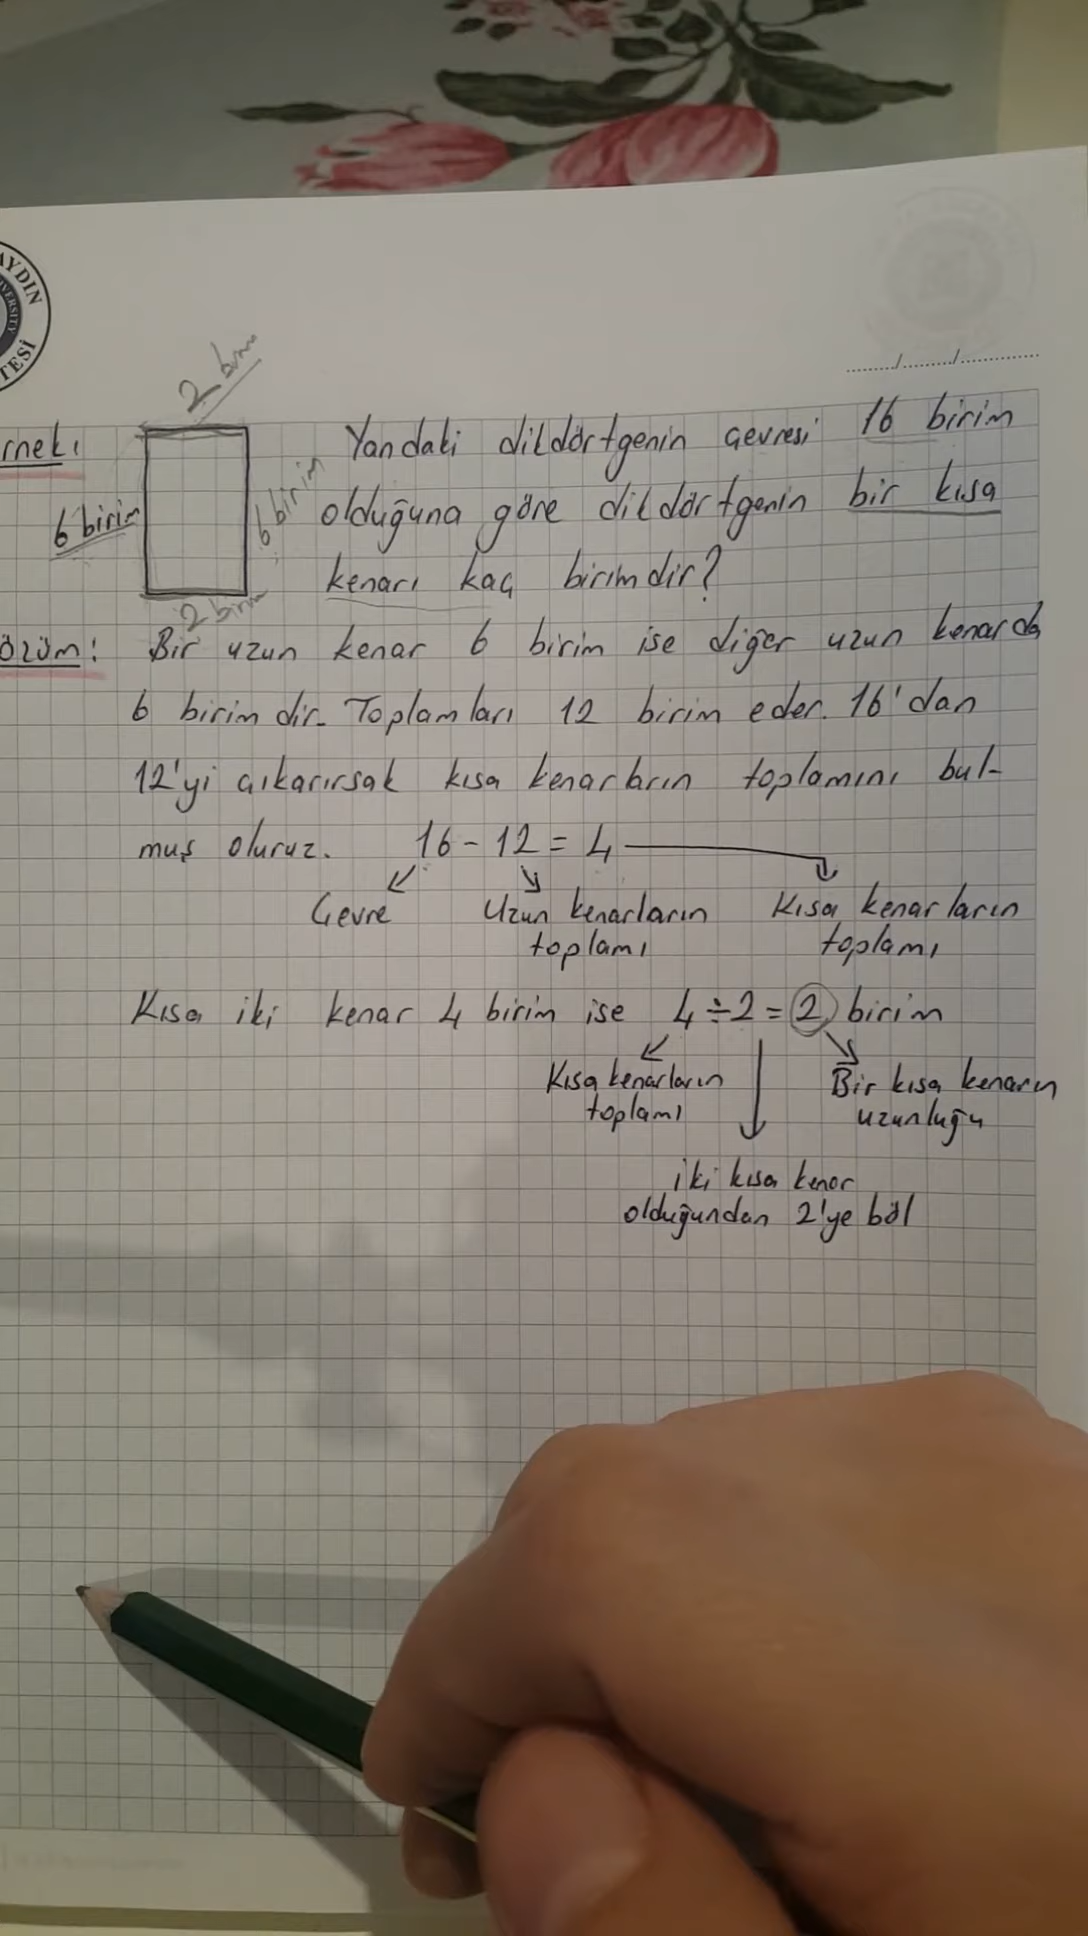 AYDIN
VERSITY
TESİ
2 birim
rnek:
6 birim
6 birim
2 birim
Yandaki dikdörtgenin çevresi 16 birim
olduğuna göre dikdörtgenin bir kısa
kenarı kaç birimdir?
özüm: Bir uzun kenar 6 birim ise diğer uzun kenarda
6 birimdir. Toplamları 12 birim eder. 16'dan
12'yi çıkarırsak kısa kenarların toplamını bul-
muş oluruz. 16 - 12 = 4
Çevre
Uzun kenarların
toplamı
Kısa kenarların
toplamı
Kısa iki kenar 4 birim ise 4 ÷ 2 = 2 birim
Kısa kenarların
toplamı
Bir kısa kenarın
uzunluğu
iki kısa kenar
olduğundan 2'ye böl